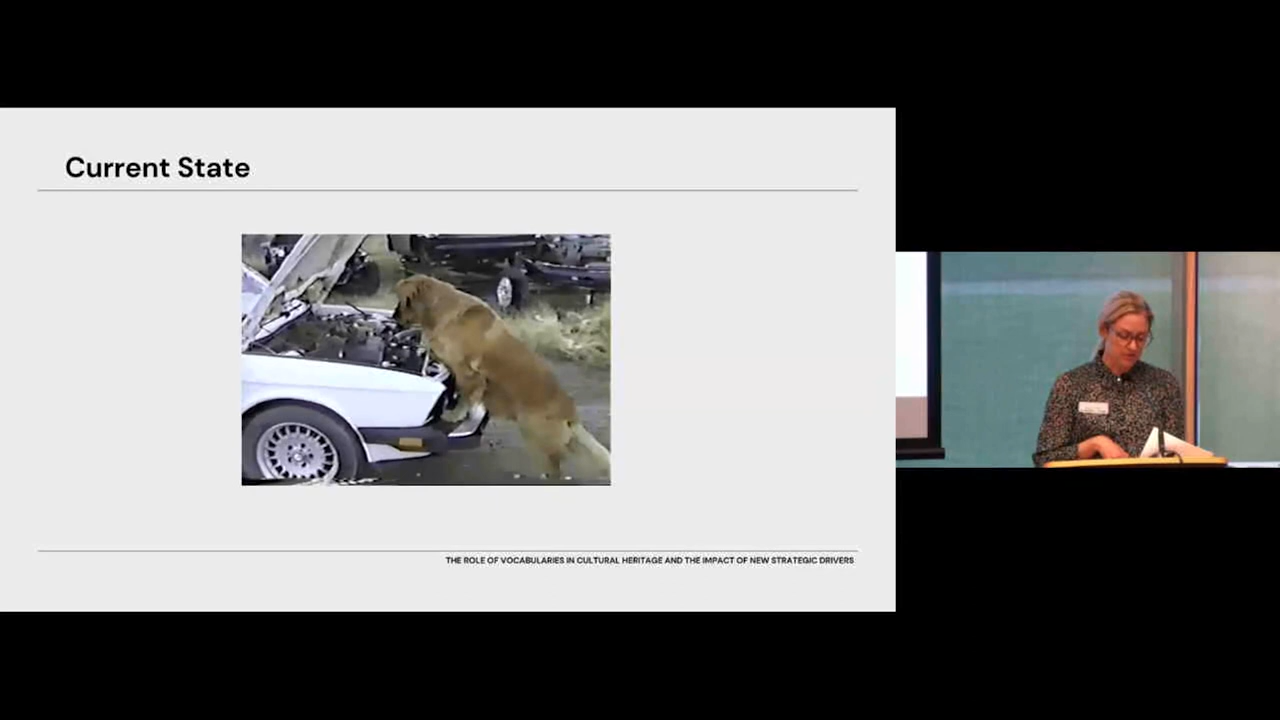 Current State
THE ROLE OF VOCABULARIES IN CULTURAL HERITAGE AND THE IMPACT OF NEW STRATEGIC DRIVERS